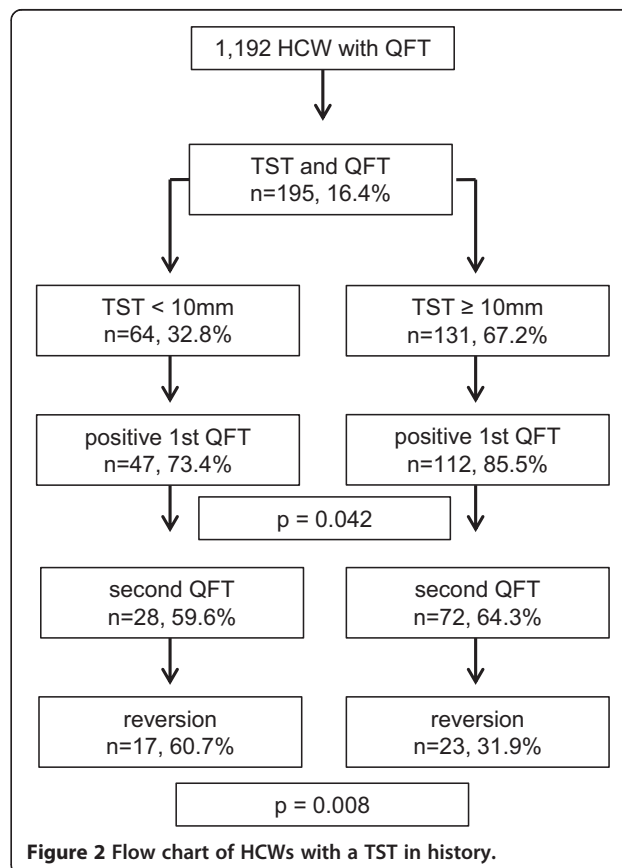 1,192 HCW with QFT
TST and QFT
n=195, 16.4%
TST < 10mm
n=64, 32.8%
TST ≥ 10mm
n=131, 67.2%
positive 1st QFT
n=47, 73.4%
positive 1st QFT
n=112, 85.5%
p = 0.042
second QFT
n=28, 59.6%
second QFT
n=72, 64.3%
reversion
n=17, 60.7%
reversion
n=23, 31.9%
p = 0.008
Figure 2 Flow chart of HCWs with a TST in history.